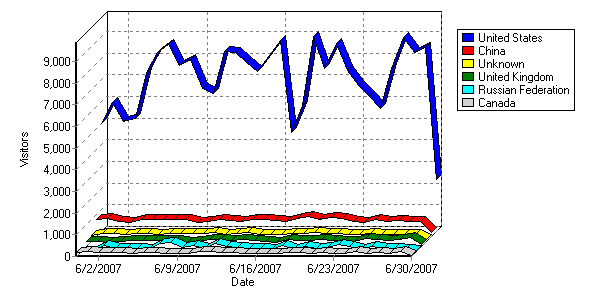 9,000
8,000
7,000
6,000
5,000
4,000
3,000
2,000
1,000
0
Visitors
6/2/2007 6/9/2007 6/16/2007 6/23/2007 6/30/2007
Date
United States
China
Unknown
United Kingdom
Russian Federation
Canada